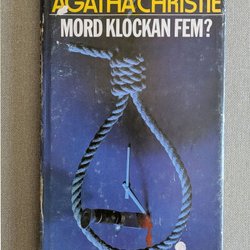 AGATHA CHRISTIE
MORD KLOCKAN FEM?